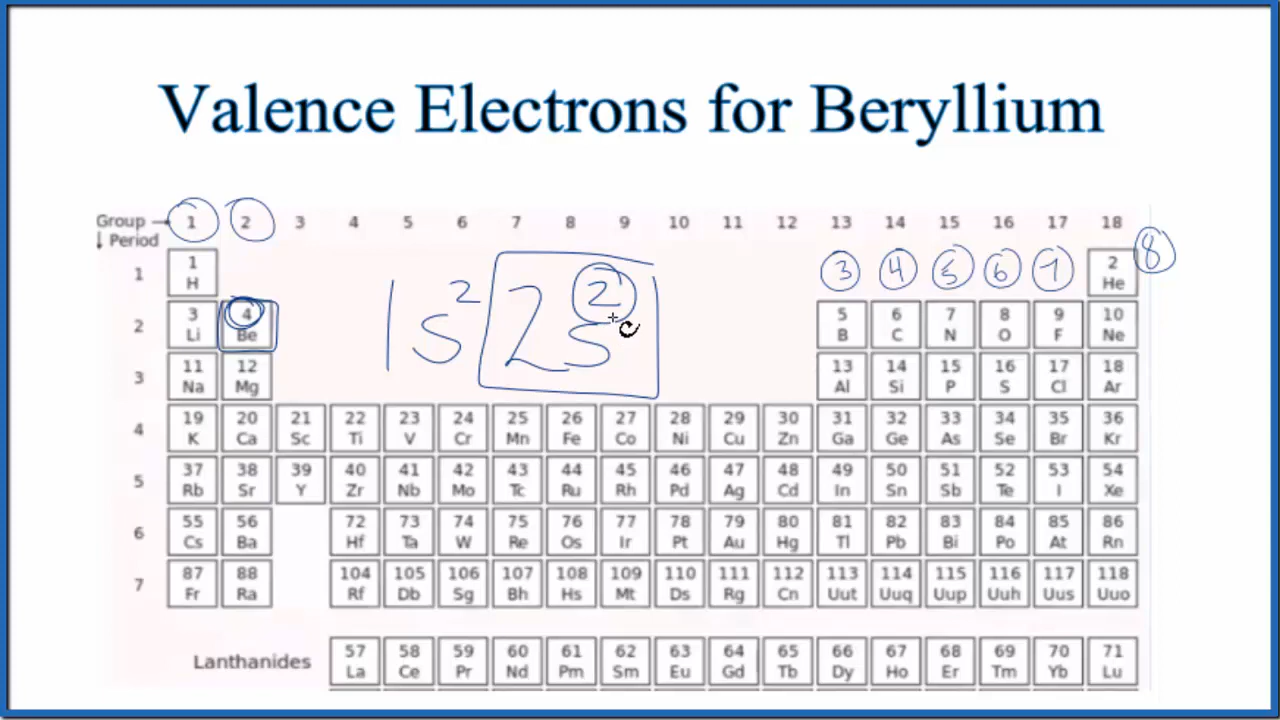 Valence Electrons for Beryllium
Group → 1 2 3 4 5 6 7 8 9 10 11 12 13 14 15 16 17 18
↓ Period
8
3 4 5 6 7
1s² 2s²
1 1 2
H He
2 3 4 5 6 7 8 9 10
Li Be B C N O F Ne
3 11 12 13 14 15 16 17 18
Na Mg Al Si P S Cl Ar
4 19 20 21 22 23 24 25 26 27 28 29 30 31 32 33 34 35 36
K Ca Sc Ti V Cr Mn Fe Co Ni Cu Zn Ga Ge As Se Br Kr
5 37 38 39 40 41 42 43 44 45 46 47 48 49 50 51 52 53 54
Rb Sr Y Zr Nb Mo Tc Ru Rh Pd Ag Cd In Sn Sb Te I Xe
6 55 56 72 73 74 75 76 77 78 79 80 81 82 83 84 85 86
Cs Ba Hf Ta W Re Os Ir Pt Au Hg Tl Pb Bi Po At Rn
7 87 88 104 105 106 107 108 109 110 111 112 113 114 115 116 117 118
Fr Ra Rf Db Sg Bh Hs Mt Ds Rg Cn Uut Uuq Uup Uuh Uus Uuo
57 58 59 60 61 62 63 64 65 66 67 68 69 70 71
Lanthanides La Ce Pr Nd Pm Sm Eu Gd Tb Dy Ho Er Tm Yb Lu